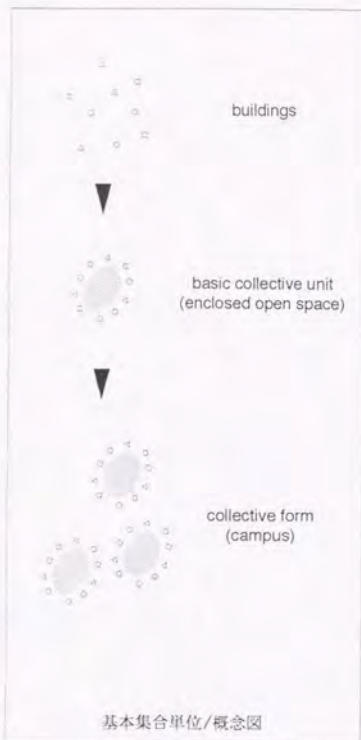 buildings
basic collective unit
(enclosed open space)
collective form
(campus)
基本集合単位/概念図